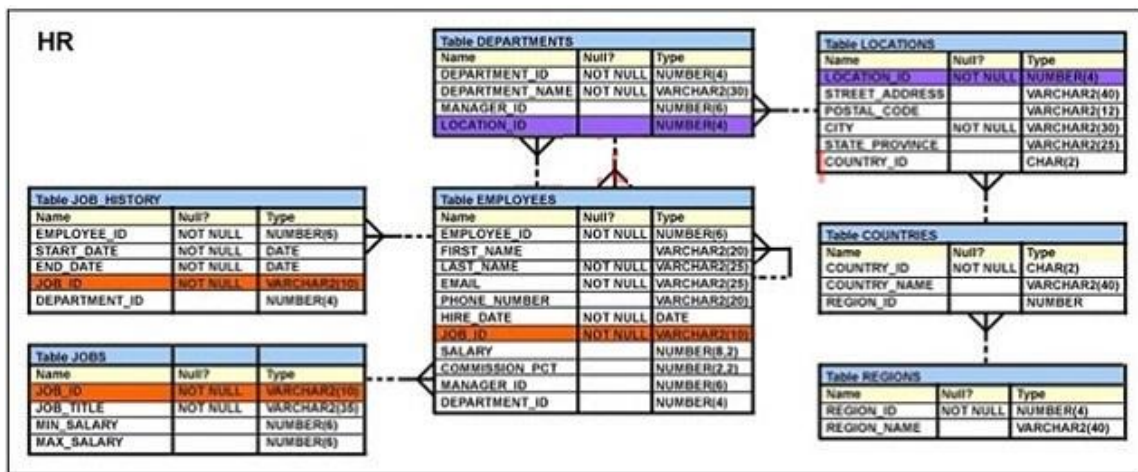 HR
Table DEPARTMENTS
Name Null? Type
DEPARTMENT_ID NOT NULL NUMBER(4)
DEPARTMENT_NAME NOT NULL VARCHAR2(30)
MANAGER_ID NUMBER(6)
LOCATION_ID NUMBER(4)
Table LOCATIONS
Name Null? Type
LOCATION_ID NOT NULL NUMBER(4)
STREET_ADDRESS VARCHAR2(40)
POSTAL_CODE VARCHAR2(12)
CITY NOT NULL VARCHAR2(30)
STATE_PROVINCE VARCHAR2(25)
COUNTRY_ID CHAR(2)
Table JOB_HISTORY
Name Null? Type
EMPLOYEE_ID NOT NULL NUMBER(6)
START_DATE NOT NULL DATE
END_DATE NOT NULL DATE
JOB_ID NOT NULL VARCHAR2(10)
DEPARTMENT_ID NUMBER(4)
Table EMPLOYEES
Name Null? Type
EMPLOYEE_ID NOT NULL NUMBER(6)
FIRST_NAME VARCHAR2(20)
LAST_NAME NOT NULL VARCHAR2(25)
EMAIL NOT NULL VARCHAR2(25)
PHONE_NUMBER VARCHAR2(20)
HIRE_DATE NOT NULL DATE
JOB_ID NOT NULL VARCHAR2(10)
SALARY NUMBER(8,2)
COMMISSION_PCT NUMBER(2,2)
MANAGER_ID NUMBER(6)
DEPARTMENT_ID NUMBER(4)
Table COUNTRIES
Name Null? Type
COUNTRY_ID NOT NULL CHAR(2)
COUNTRY_NAME VARCHAR2(40)
REGION_ID NUMBER
Table JOBS
Name Null? Type
JOB_ID NOT NULL VARCHAR2(10)
JOB_TITLE NOT NULL VARCHAR2(35)
MIN_SALARY NUMBER(6)
MAX_SALARY NUMBER(6)
Table REGIONS
Name Null? Type
REGION_ID NOT NULL NUMBER(4)
REGION_NAME VARCHAR2(40)